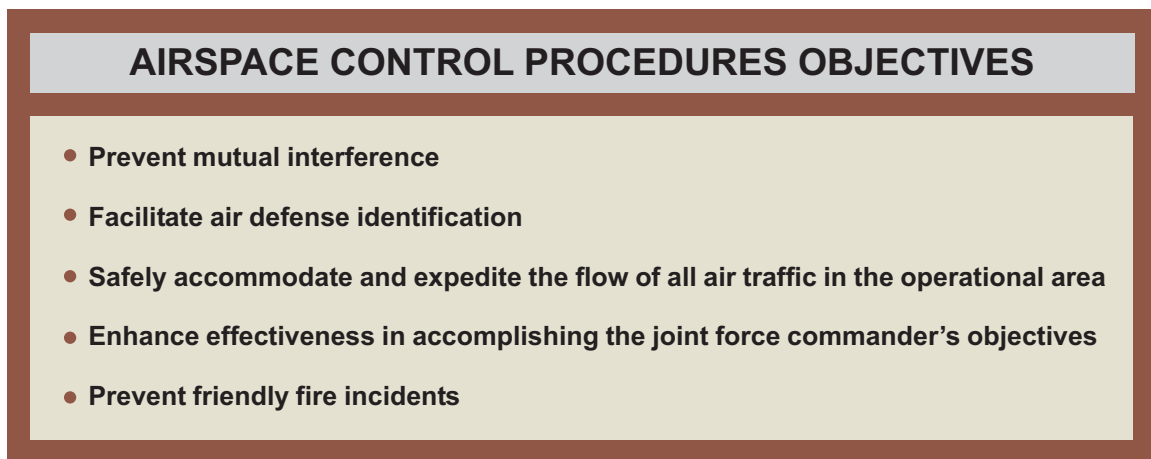 AIRSPACE CONTROL PROCEDURES OBJECTIVES
• Prevent mutual interference
• Facilitate air defense identification
• Safely accommodate and expedite the flow of all air traffic in the operational area
• Enhance effectiveness in accomplishing the joint force commander’s objectives
• Prevent friendly fire incidents